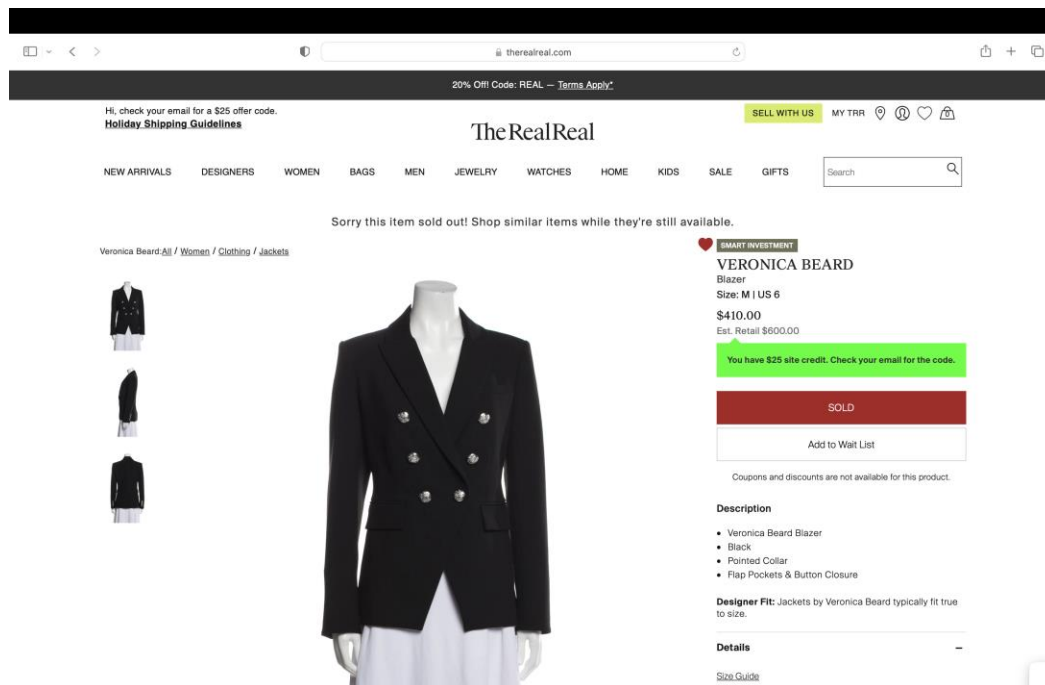 therealreal.com
20% Off! Code: REAL — Terms Apply*
Hi, check your email for a $25 offer code.
Holiday Shipping Guidelines
The RealReal
SELL WITH US
MY TRR
0
NEW ARRIVALS
DESIGNERS
WOMEN
BAGS
MEN
JEWELRY
WATCHES
HOME
KIDS
SALE
GIFTS
Search
Sorry this item sold out! Shop similar items while they're still available.
Veronica Beard:All / Women / Clothing / Jackets
SMART INVESTMENT
VERONICA BEARD
Blazer
Size: M | US 6
$410.00
Est. Retail $600.00
You have $25 site credit. Check your email for the code.
SOLD
Add to Wait List
Coupons and discounts are not available for this product.
Description
• Veronica Beard Blazer
• Black
• Pointed Collar
• Flap Pockets & Button Closure
Designer Fit: Jackets by Veronica Beard typically fit true
to size.
Details
Size Guide